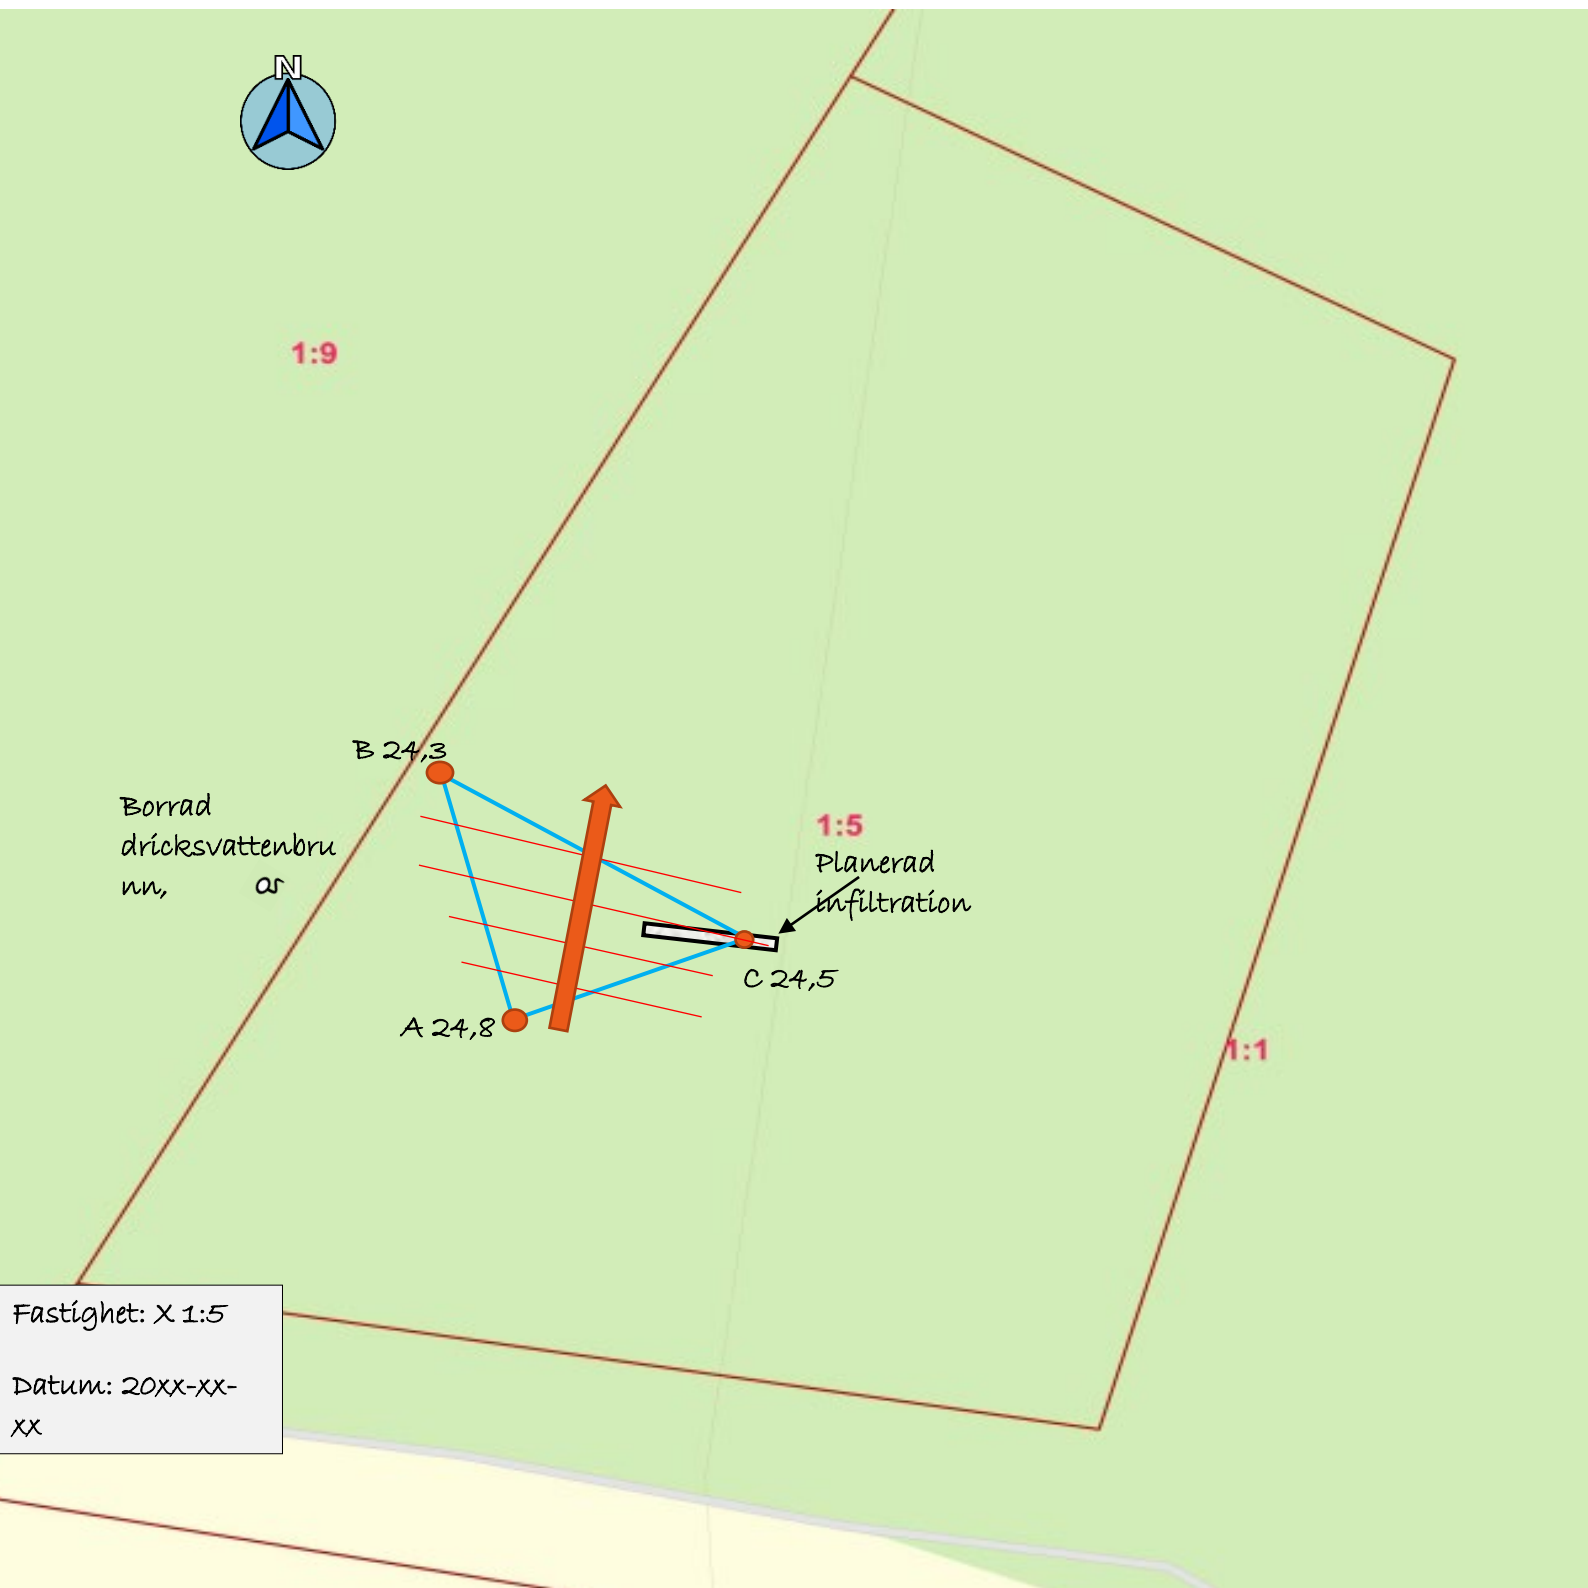 N
1:9
B 24,3
Borrad
dricksvattenbru
nn,
1:5
Planerad
infiltration
C 24,5
A 24,8
1:1
Fastighet: X 1:5
Datum: 20xx-xx-
xx